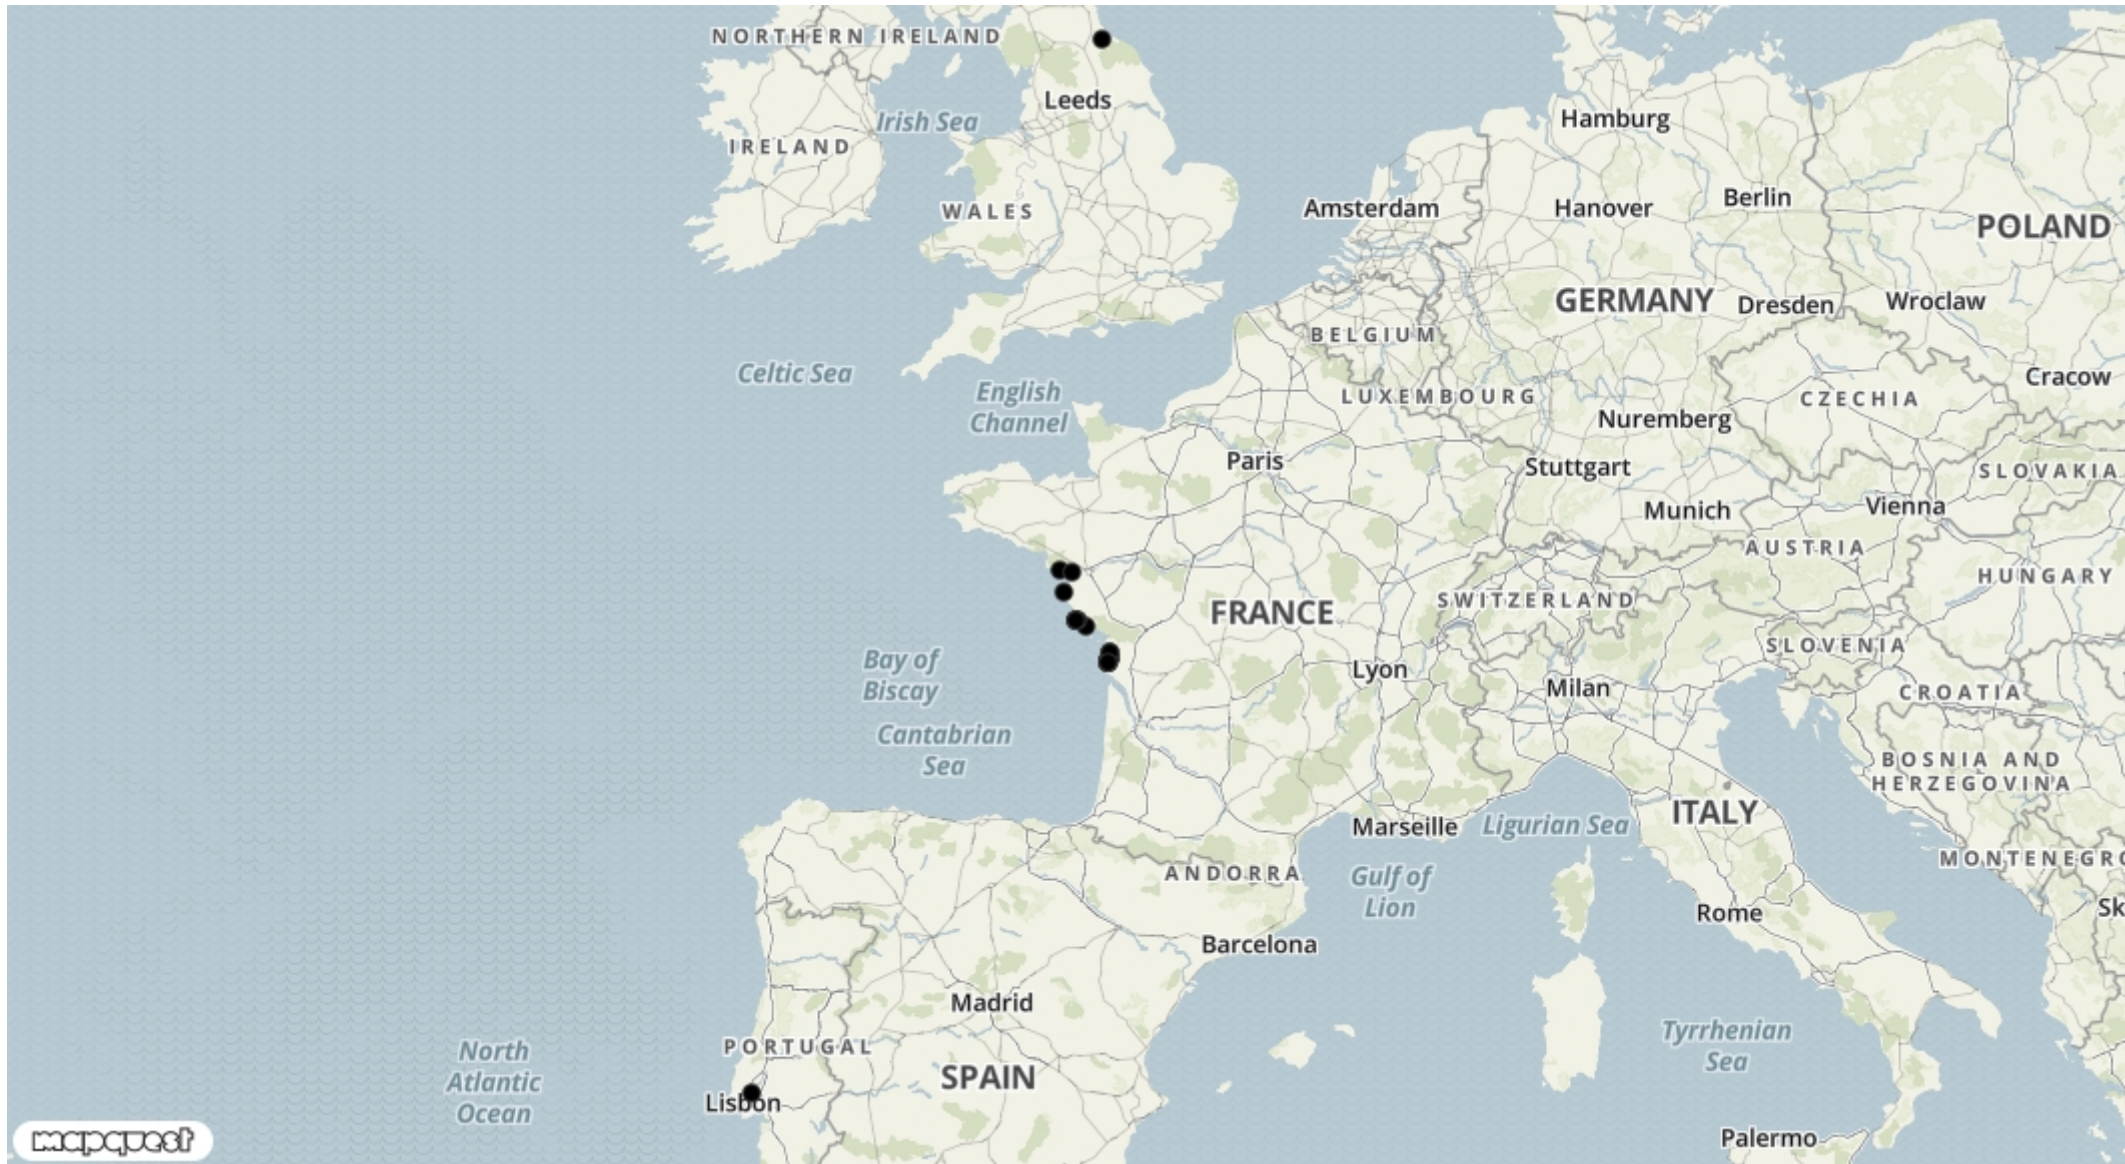 NORTHERN IRELAND
Leeds
Irish Sea
IRELAND
WALES
Hamburg
Amsterdam
Hanover
Berlin
POLAND
GERMANY
Dresden
Wroclaw
BELGIUM
Celtic Sea
English
Channel
LUXEMBOURG
Cracow
CZECHIA
Nuremberg
Paris
Stuttgart
SLOVAKIA
Munich
Vienna
AUSTRIA
HUNGARY
SWITZERLAND
FRANCE
SLOVENIA
Bay of
Biscay
Lyon
Milan
CROATIA
Cantabrian
Sea
BOSNIA AND
HERZEGOVINA
ITALY
Marseille
Ligurian Sea
MONTENEGRO
ANDORRA
Gulf of
Lion
Sk
Rome
Barcelona
Madrid
Tyrrhenian
Sea
PORTUGAL
North
Atlantic
Ocean
SPAIN
Lisbon
Palermo
mapquest